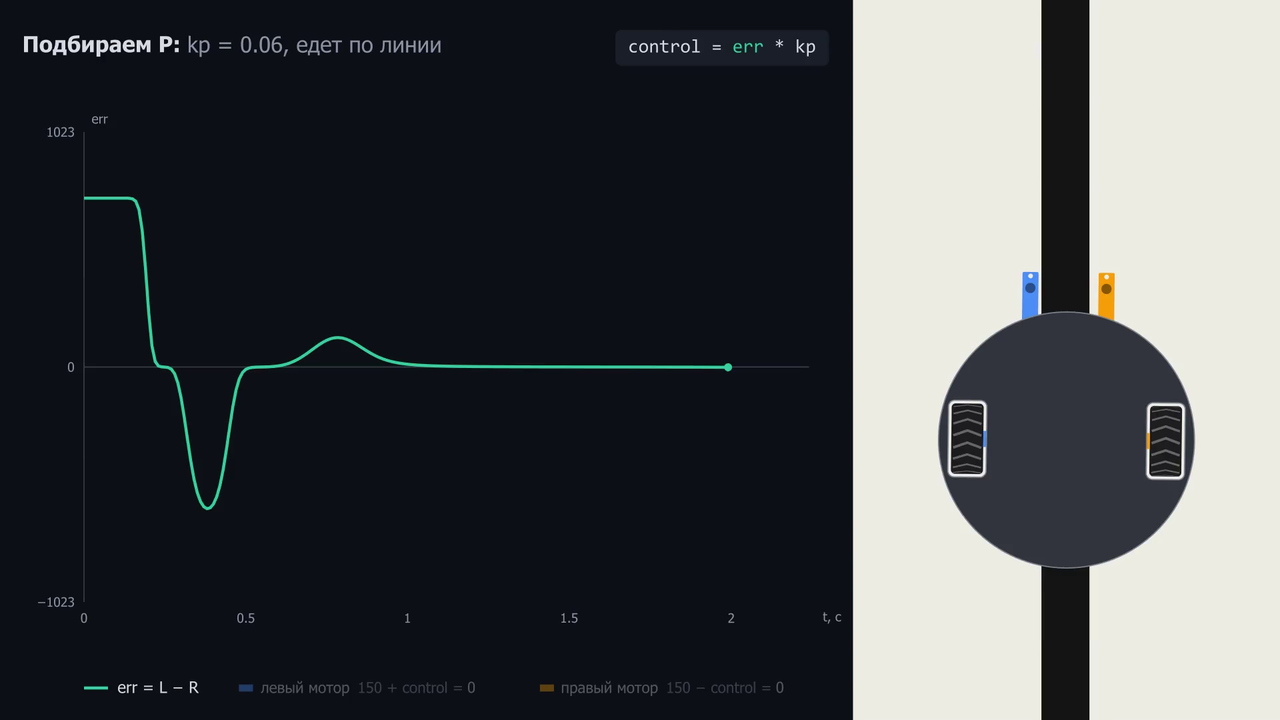 Подбираем P: kp = 0.06, едет по линии
control = err * kp
err
1023
0
−1023
0 0.5 1 1.5 2 t, с
err = L − R левый мотор 150 + control = 0 правый мотор 150 − control = 0